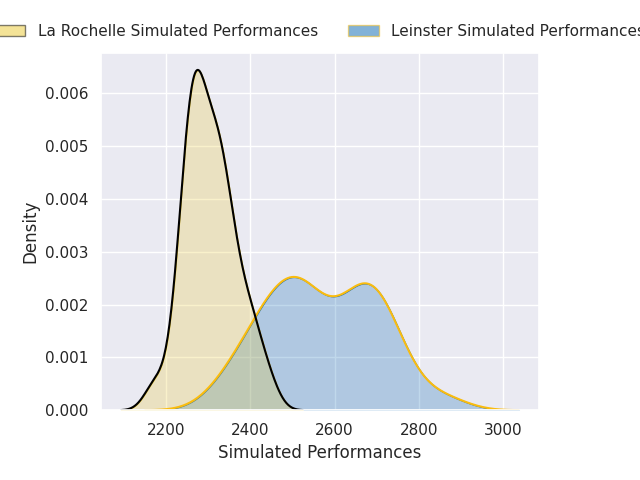 La Rochelle Simulated Performances
Leinster Simulated Performances
0.006
0.005
0.004
0.003
0.002
0.001
0.000
Density
2200 2400 2600 2800 3000
Simulated Performances